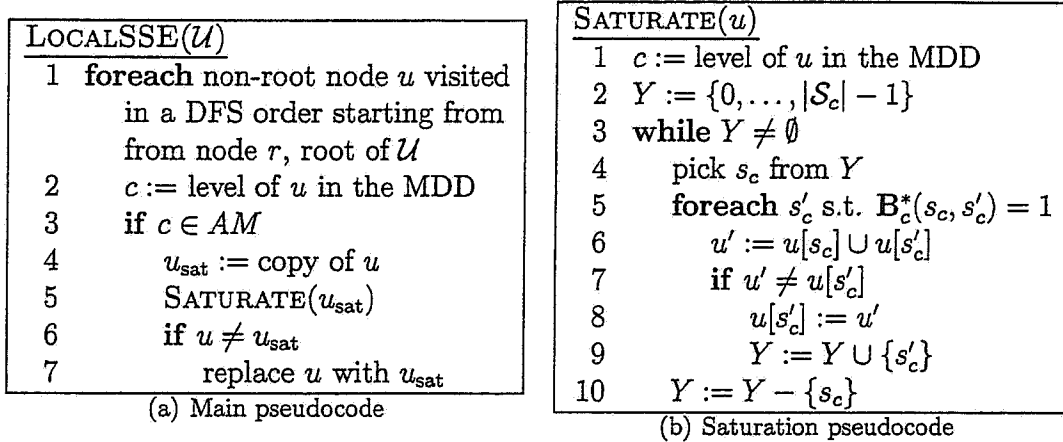 LOCALSSE(𝒰)
1 foreach non-root node u visited
in a DFS order starting from
from node r, root of 𝒰
2 c := level of u in the MDD
3 if c ∈ AM
4 u_sat := copy of u
5 SATURATE(u_sat)
6 if u ≠ u_sat
7 replace u with u_sat
(a) Main pseudocode
SATURATE(u)
1 c := level of u in the MDD
2 Y := {0, . . . , |𝒮_c| − 1}
3 while Y ≠ ∅
4 pick s_c from Y
5 foreach s′_c s.t. B*_c(s_c, s′_c) = 1
6 u′ := u[s_c] ∪ u[s′_c]
7 if u′ ≠ u[s′_c]
8 u[s′_c] := u′
9 Y := Y ∪ {s′_c}
10 Y := Y − {s_c}
(b) Saturation pseudocode